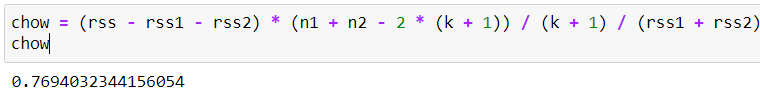 chow = (rss - rss1 - rss2) * (n1 + n2 - 2 * (k + 1)) / (k + 1) / (rss1 + rss2)
chow
0.7694032344156054